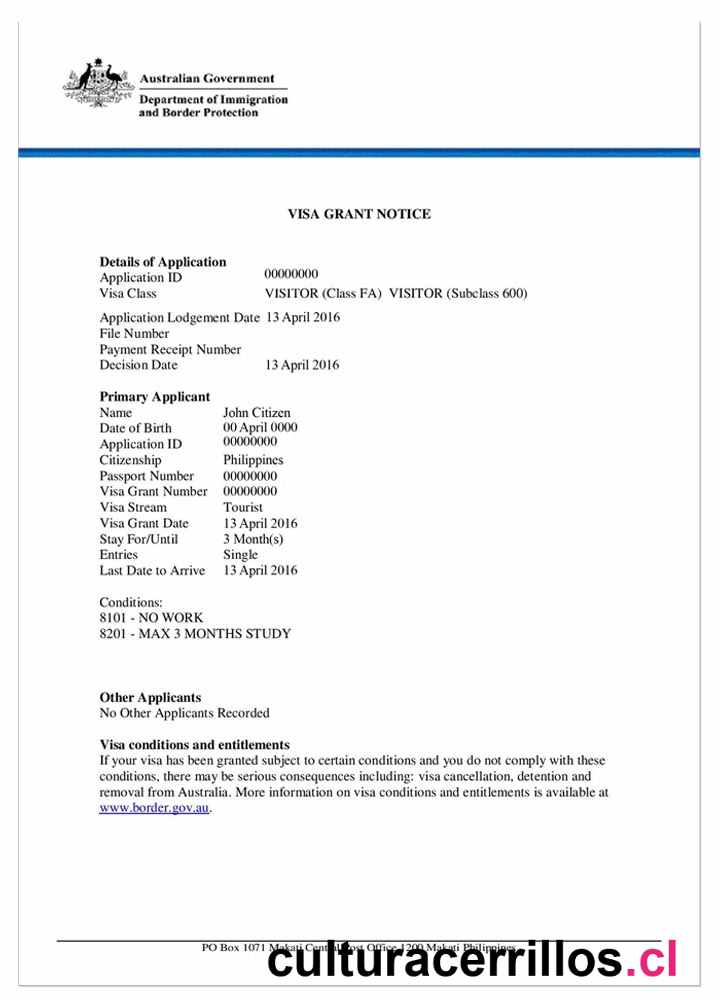 Australian Government
Department of Immigration
and Border Protection
VISA GRANT NOTICE
Details of Application
Application ID 00000000
Visa Class VISITOR (Class FA) VISITOR (Subclass 600)
Application Lodgement Date 13 April 2016
File Number
Payment Receipt Number
Decision Date 13 April 2016
Primary Applicant
Name John Citizen
Date of Birth 00 April 0000
Application ID 00000000
Citizenship Philippines
Passport Number 00000000
Visa Grant Number 00000000
Visa Stream Tourist
Visa Grant Date 13 April 2016
Stay For/Until 3 Month(s)
Entries Single
Last Date to Arrive 13 April 2016
Conditions:
8101 - NO WORK
8201 - MAX 3 MONTHS STUDY
Other Applicants
No Other Applicants Recorded
Visa conditions and entitlements
If your visa has been granted subject to certain conditions and you do not comply with these
conditions, there may be serious consequences including: visa cancellation, detention and
removal from Australia. More information on visa conditions and entitlements is available at
www.border.gov.au.
PO Box 1071 Makati Central Post Office 1200 Makati Philippines
culturacerrillos.cl